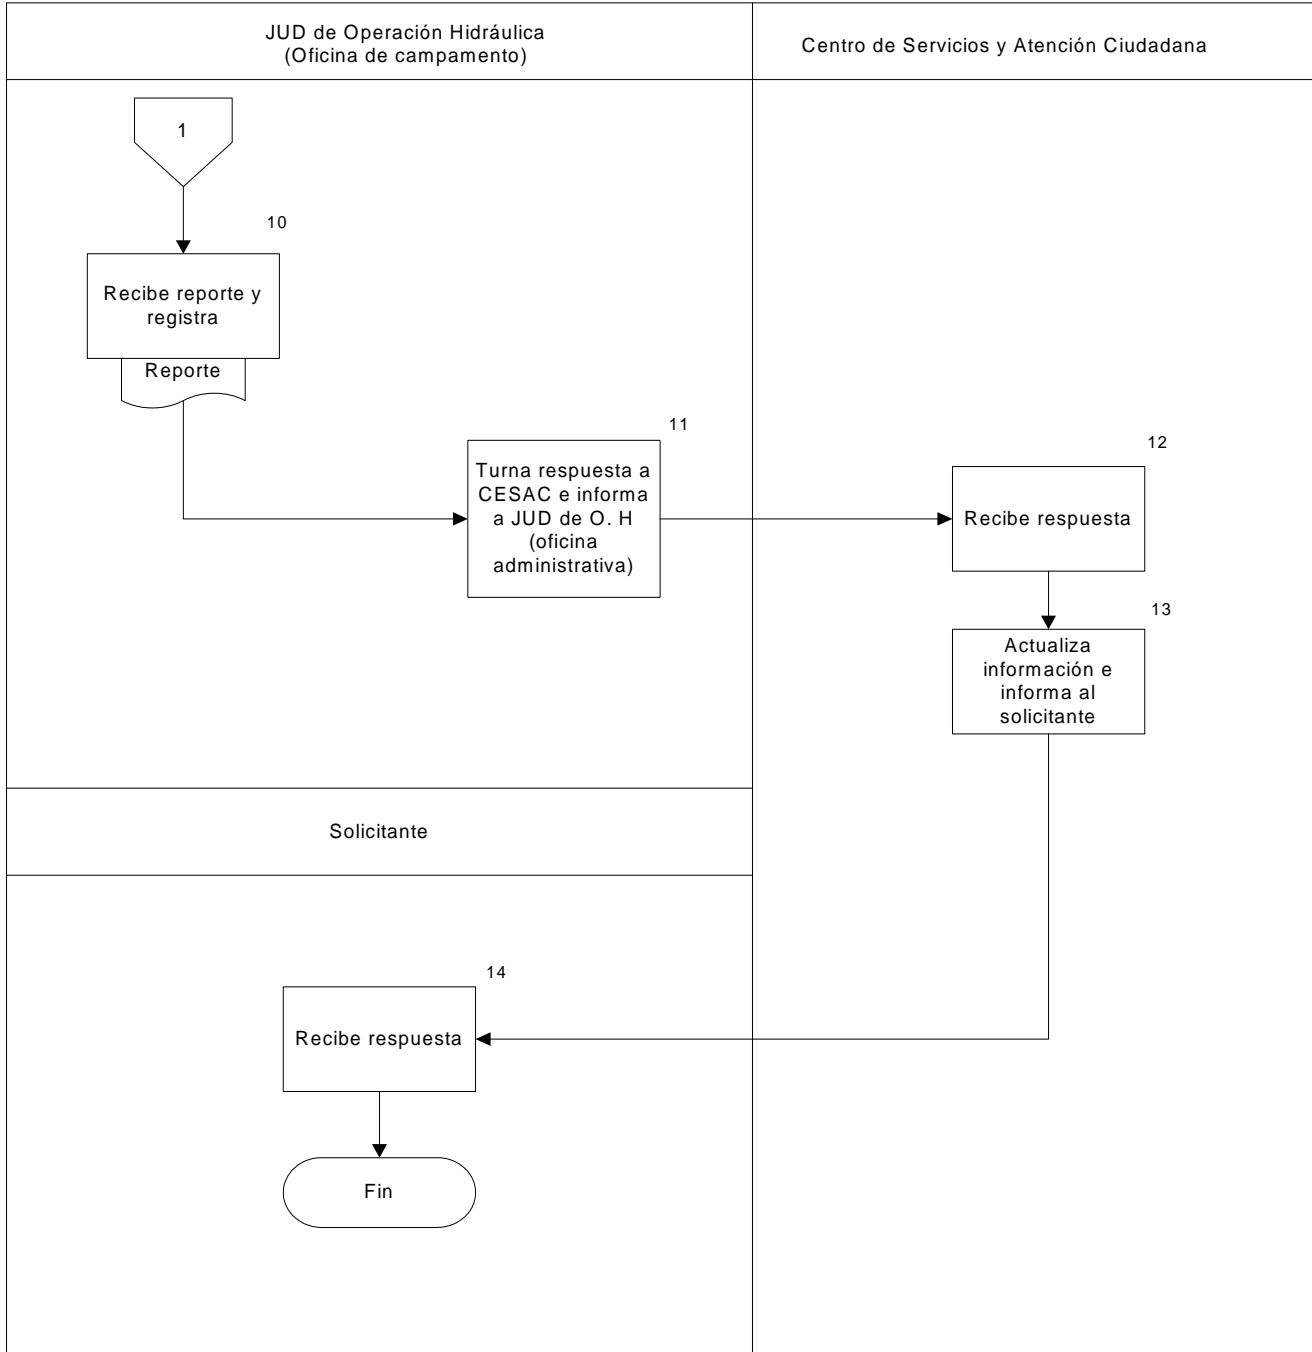 JUD de Operación Hidráulica
(Oficina de campamento)
Centro de Servicios y Atención Ciudadana
1
10
Recibe reporte y
registra
Reporte
11
Turna respuesta a
CESAC e informa
a JUD de O. H
(oficina
administrativa)
12
Recibe respuesta
13
Actualiza
información e
informa al
solicitante
Solicitante
14
Recibe respuesta
Fin